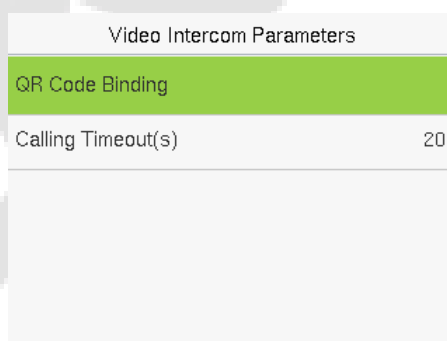 Video Intercom Parameters
QR Code Binding
Calling Timeout(s) 20